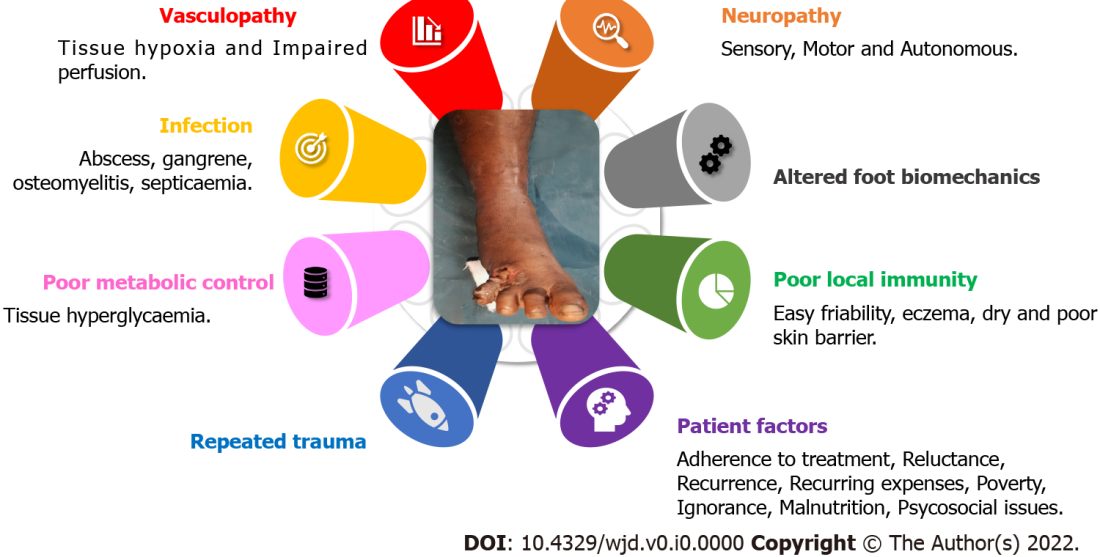 Vasculopathy
Tissue hypoxia and Impaired
perfusion.
Neuropathy
Sensory, Motor and Autonomous.
Infection
Abscess, gangrene,
osteomyelitis, septicaemia.
Altered foot biomechanics
Poor metabolic control
Tissue hyperglycaemia.
Poor local immunity
Easy friability, eczema, dry and poor
skin barrier.
Repeated trauma
Patient factors
Adherence to treatment, Reluctance,
Recurrence, Recurring expenses, Poverty,
Ignorance, Malnutrition, Psycosocial issues.
DOI: 10.4329/wjd.v0.i0.0000 Copyright © The Author(s) 2022.